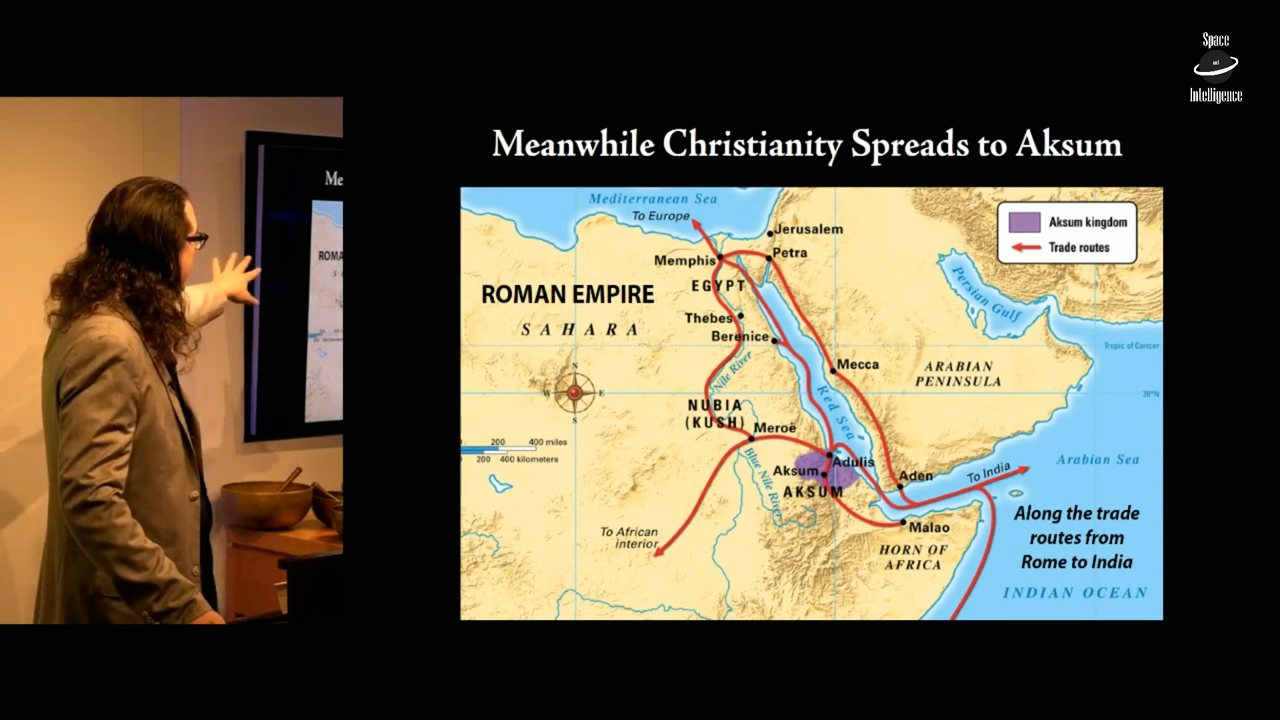 Space
and
Intelligence
Meanwhile Christianity Spreads to Aksum
Me
ROMA
Mediterranean Sea
To Europe
Jerusalem
Aksum kingdom
Trade routes
Memphis
Petra
EGYPT
Persian Gulf
ROMAN EMPIRE
SAHARA
Thebes
Berenice
Tropic of Cancer
Nile River
Mecca
ARABIAN
PENINSULA
N
W
E
S
20°N
Red Sea
NUBIA
(KUSH)
Meroë
200 400 miles
200 400 kilometers
Blue Nile River
Adulis
Aksum
AKSUM
Aden
To India
Arabian Sea
Malao
Along the trade
routes from
Rome to India
To African
interior
HORN OF
AFRICA
INDIAN OCEAN